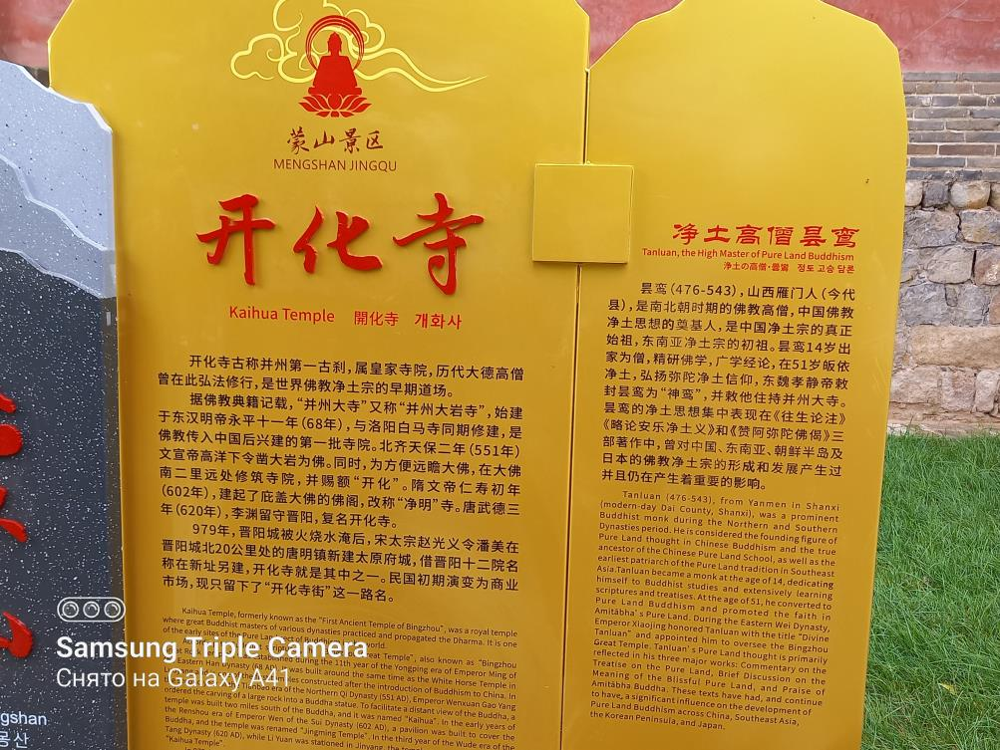 蒙山景区
MENGSHAN JINGQU
开化寺
Kaihua Temple 開化寺 개화사
开化寺古称并州第一古刹，属皇家寺院，历代大德高僧
曾在此弘法修行，是世界佛教净土宗的早期道场。
据佛教典籍记载，“并州大寺”又称“并州大岩寺”，始建
于东汉明帝永平十一年（68年），与洛阳白马寺同期修建，是
佛教传入中国后兴建的第一批寺院。北齐天保二年（551年）
文宣帝高洋下令凿大岩为佛。同时，为方便远瞻大佛，在大佛
南二里远处修筑寺院，并赐额“开化”。隋文帝仁寿初年
（602年），建起了庇盖大佛的佛阁，改称“净明”寺。唐武德三
年（620年），李渊留守晋阳，复名开化寺。
979年，晋阳城被火烧水淹后，宋太宗赵光义令潘美在
晋阳城北20公里处的唐明镇新建太原府城，借晋阳十二院名
称在新址另建，开化寺就是其中之一。民国初期演变为商业
市场，现只留下了“开化寺街”这一路名。
Kaihua Temple, formerly known as the "First Ancient Temple of Bingzhou", was a royal temple
where great Buddhist masters of various dynasties practiced and propagated the Dharma. It is one
of the early sites of the Pure Land
Great Temple", also known as "Bingzhou
established during the 11th year of the Yongping era of Emperor Ming of
Eastern Han Dynasty (68 AD), was built around the same time as the White Horse Temple in
constructed after the introduction of Buddhism to China. In
era of the Northern Qi Dynasty (551 AD), Emperor Wenxuan Gao Yang
ordered the carving of a large rock into a Buddha statue. To facilitate a distant view of the Buddha, a
temple was built two miles south of the Buddha, and it was named "Kaihua". In the early years of
the Renshou era of Emperor Wen of the Sui Dynasty (602 AD), a pavilion was built to cover the
Buddha, and the temple was renamed "Jingming Temple". In the third year of the Wude era of the
Tang Dynasty (620 AD), while Li Yuan was stationed in Jinyang, the
"Kaihua Temple".
净土高僧昙鸾
Tanluan, the High Master of Pure Land Buddhism
浄土の高僧・曇鸞 정토 고승 담론
昙鸾（476-543），山西雁门人（今代
县），是南北朝时期的佛教高僧，中国佛教
净土思想的奠基人，是中国净土宗的真正
始祖，东南亚净土宗的初祖。昙鸾14岁出
家为僧，精研佛学，广学经论，在51岁皈依
净土，弘扬弥陀净土信仰，东魏孝静帝敕
封昙鸾为“神鸾”，并敕他住持并州大寺。
昙鸾的净土思想集中表现在《往生论注》
《略论安乐净土义》和《赞阿弥陀佛偈》三
部著作中，曾对中国、东南亚、朝鲜半岛及
日本的佛教净土宗的形成和发展产生过
并且仍在产生着重要的影响。
Tanluan (476-543), from Yanmen in Shanxi
(modern-day Dai County, Shanxi), was a prominent
Buddhist monk during the Northern and Southern
Dynasties period. He is considered the founding figure of
Pure Land thought in Chinese Buddhism and the true
ancestor of the Chinese Pure Land School, as well as the
earliest patriarch of the Pure Land tradition in Southeast
Asia.Tanluan became a monk at the age of 14, dedicating
himself to Buddhist studies and extensively learning
scriptures and treatises. At the age of 51, he converted to
Pure Land Buddhism and promoted the faith in
Amitābha's Pure Land. During the Eastern Wei Dynasty,
Emperor Xiaojing honored Tanluan with the title "Divine
Tanluan" and appointed him to oversee the Bingzhou
Great Temple. Tanluan's Pure Land thought is primarily
reflected in his three major works: Commentary on the
Treatise on the Pure Land, Brief Discussion on the
Meaning of the Blissful Pure Land, and Praise of
Amitābha Buddha. These texts have had, and continue
to have, a significant influence on the development of
Pure Land Buddhism across China, Southeast Asia,
the Korean Peninsula, and Japan.
Samsung Triple Camera
Снято на Galaxy A41
ngshan
몽산